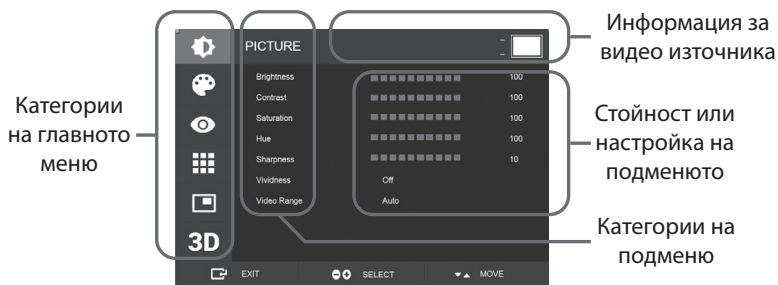 Информация за
видео източника
PICTURE
Brightness 100
Contrast 100
Saturation 100
Hue 100
Sharpness 10
Vividness Off
Video Range Auto
3D
EXIT SELECT MOVE
Категории
на главното
меню
Стойност или
настройка на
подменюто
Категории на
подменю